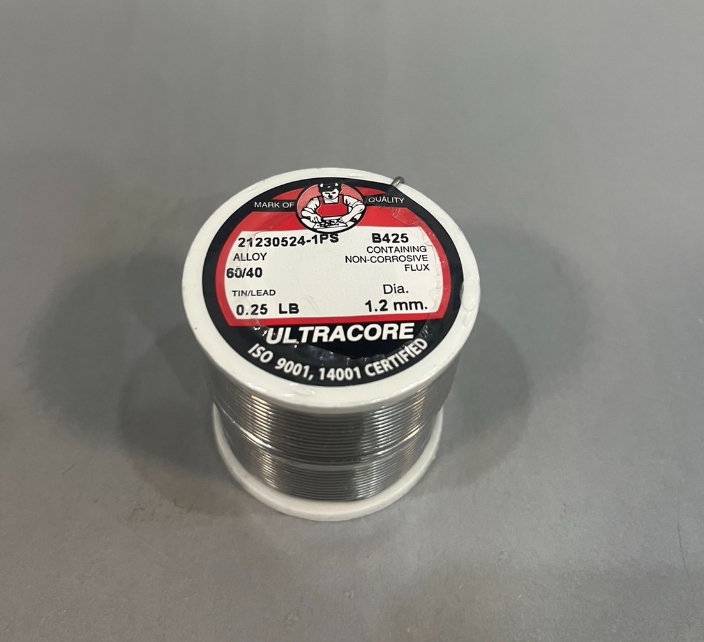 MARK OF QUALITY
21230524-1PS B425
ALLOY CONTAINING
NON-CORROSIVE
60/40 FLUX
TIN/LEAD Dia.
0.25 LB 1.2 mm.
ULTRACORE
ISO 9001, 14001 CERTIFIED